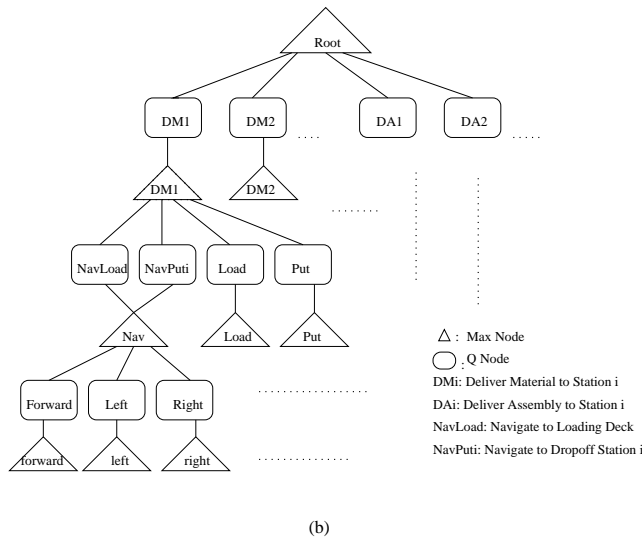 Root
DM1 DM2 DA1 DA2
DM1 DM2
NavLoad NavPuti Load Put
Nav Load Put
Forward Left Right
forward left right
: Max Node
: Q Node
DMi: Deliver Material to Station i
DAi: Deliver Assembly to Station i
NavLoad: Navigate to Loading Deck
NavPuti: Navigate to Dropoff Station i
(b)